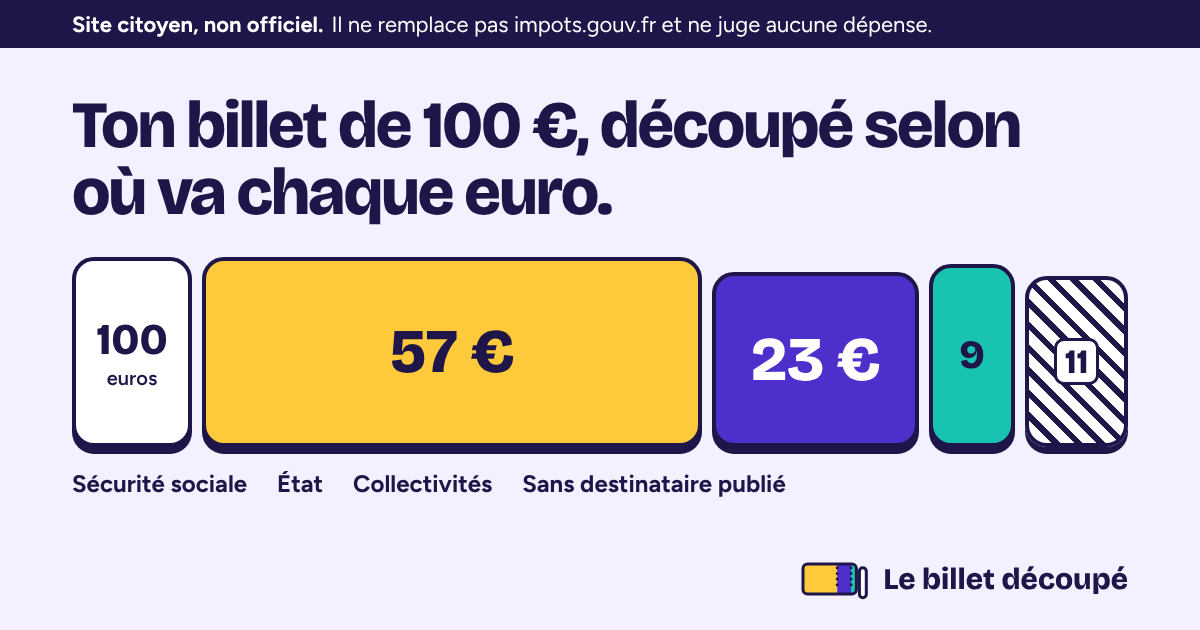 Site citoyen, non officiel. Il ne remplace pas impots.gouv.fr et ne juge aucune dépense.
Ton billet de 100 €, découpé selon
où va chaque euro.
100
euros
57 €
23 €
9
11
Sécurité sociale État Collectivités Sans destinataire publié
Le billet découpé